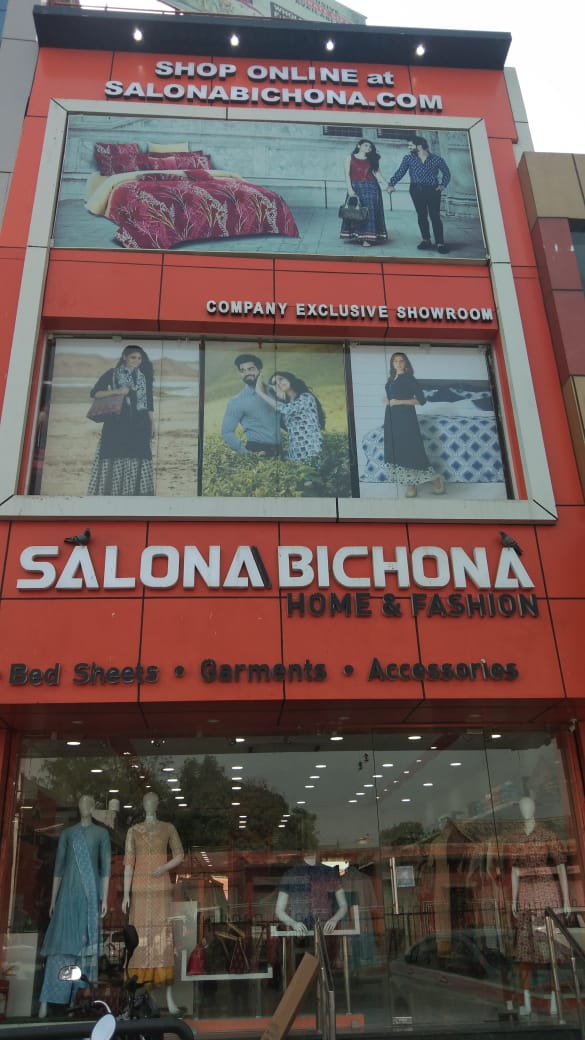 SHOP ONLINE at
SALONABICHONA.COM
COMPANY EXCLUSIVE SHOWROOM
SALONA BICHONA
HOME & FASHION
• Bed Sheets • Garments • Accessories